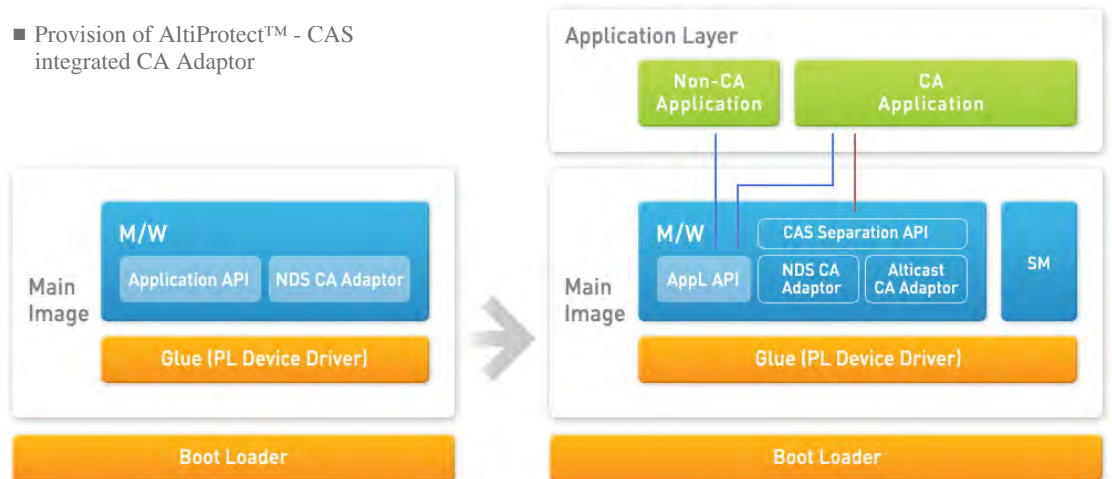 ■ Provision of AltiProtect™ - CAS
integrated CA Adaptor
Main
Image
M/W
Application API
NDS CA Adaptor
Glue (PL Device Driver)
Boot Loader
Application Layer
Non-CA
Application
CA
Application
Main
Image
M/W
CAS Separation API
AppL API
NDS CA
Adaptor
Alticast
CA Adaptor
SM
Glue (PL Device Driver)
Boot Loader